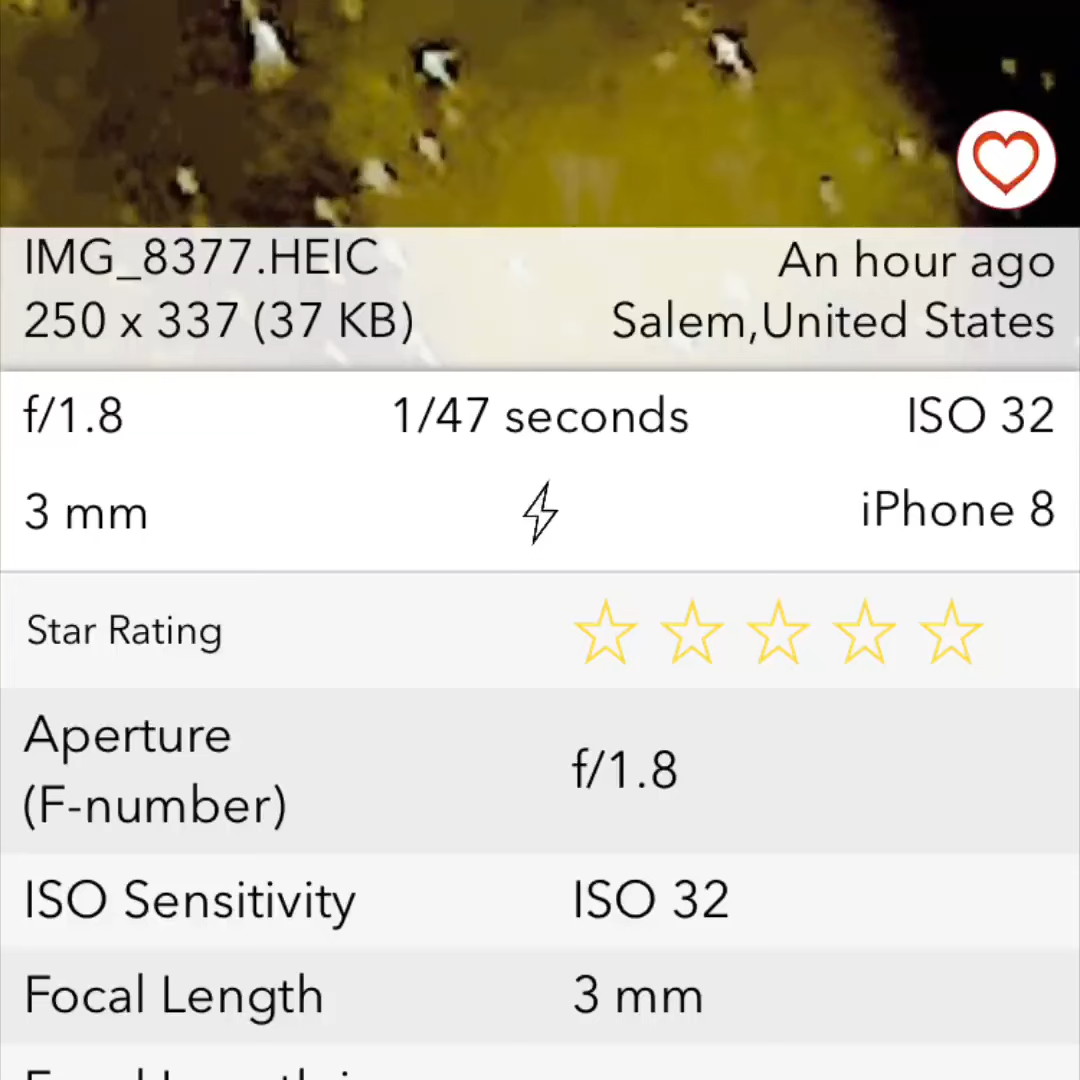 IMG_8377.HEIC
An hour ago
250 x 337 (37 KB)
Salem,United States
f/1.8
1/47 seconds
ISO 32
3 mm
iPhone 8
Star Rating
Aperture
(F-number)
f/1.8
ISO Sensitivity
ISO 32
Focal Length
3 mm